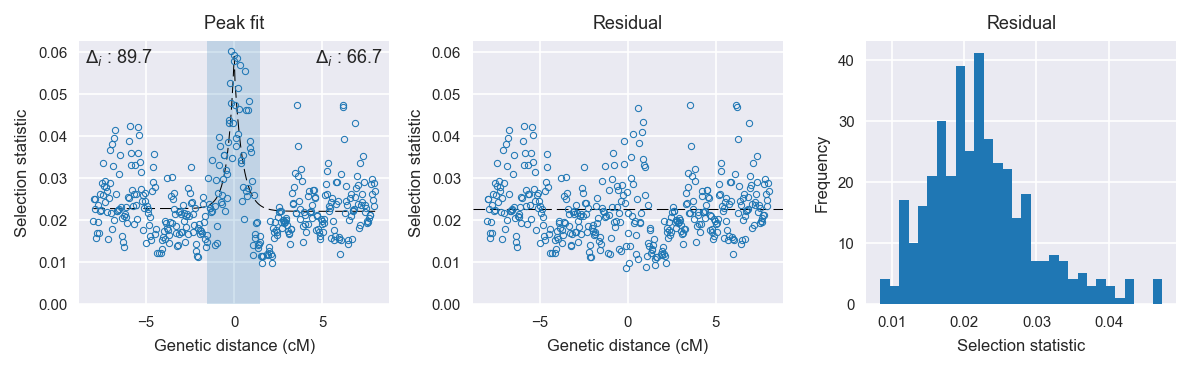 Peak fit
Δi : 89.7
Δi : 66.7
0.06
0.05
0.04
0.03
0.02
0.01
0.00
Selection statistic
−5
0
5
Genetic distance (cM)
Residual
0.06
0.05
0.04
0.03
0.02
0.01
0.00
Selection statistic
−5
0
5
Genetic distance (cM)
Residual
40
30
20
10
0
Frequency
0.01
0.02
0.03
0.04
Selection statistic